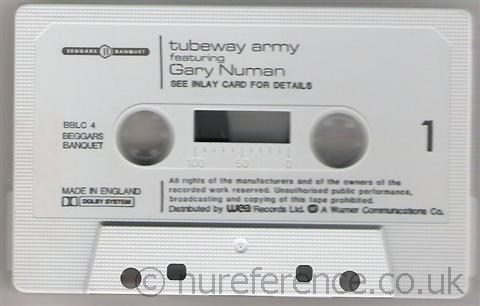 BEGGARS BANQUET
tubeway army
featuring
Gary Numan
SEE INLAY CARD FOR DETAILS
BBLC 4
BEGGARS
BANQUET
1
100 50 0
All rights of the manufacturers and of the owners of the
recorded work reserved. Unauthorised public performance,
broadcasting and copying of this tape prohibited.
Distributed by wea Records Ltd. A Warner Communications Co.
MADE IN ENGLAND
DOLBY SYSTEM
© nureference.co.uk